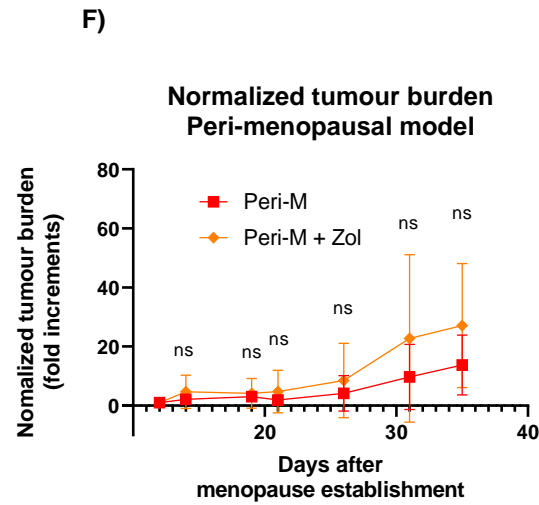 F)
Normalized tumour burden
Peri-menopausal model
Nomalized tumour burden
(fold increments)
80
60
40
20
0
Peri-M
Peri-M + Zol
ns
ns
ns
ns
ns
ns
20
30
40
Days after
menopause establishment